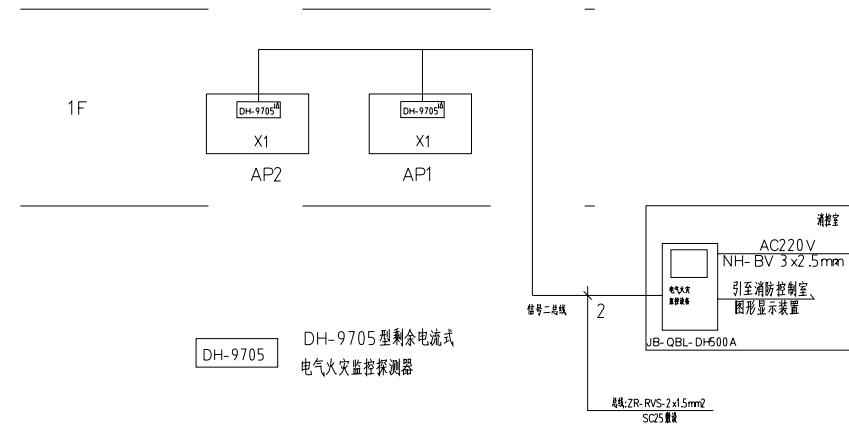 1F
DH-9705
X1
AP2
DH-9705
X1
AP1
消控室
AC220V
NH-BV 3x2.5mm
电气火灾
监控设备
引至消防控制室、
图形显示装置
JB-QBL-DH500A
信号二总线
2
DH-9705
DH-9705型剩余电流式
电气火灾监控探测器
总线:ZR-RVS-2x1.5mm2
SC25敷设